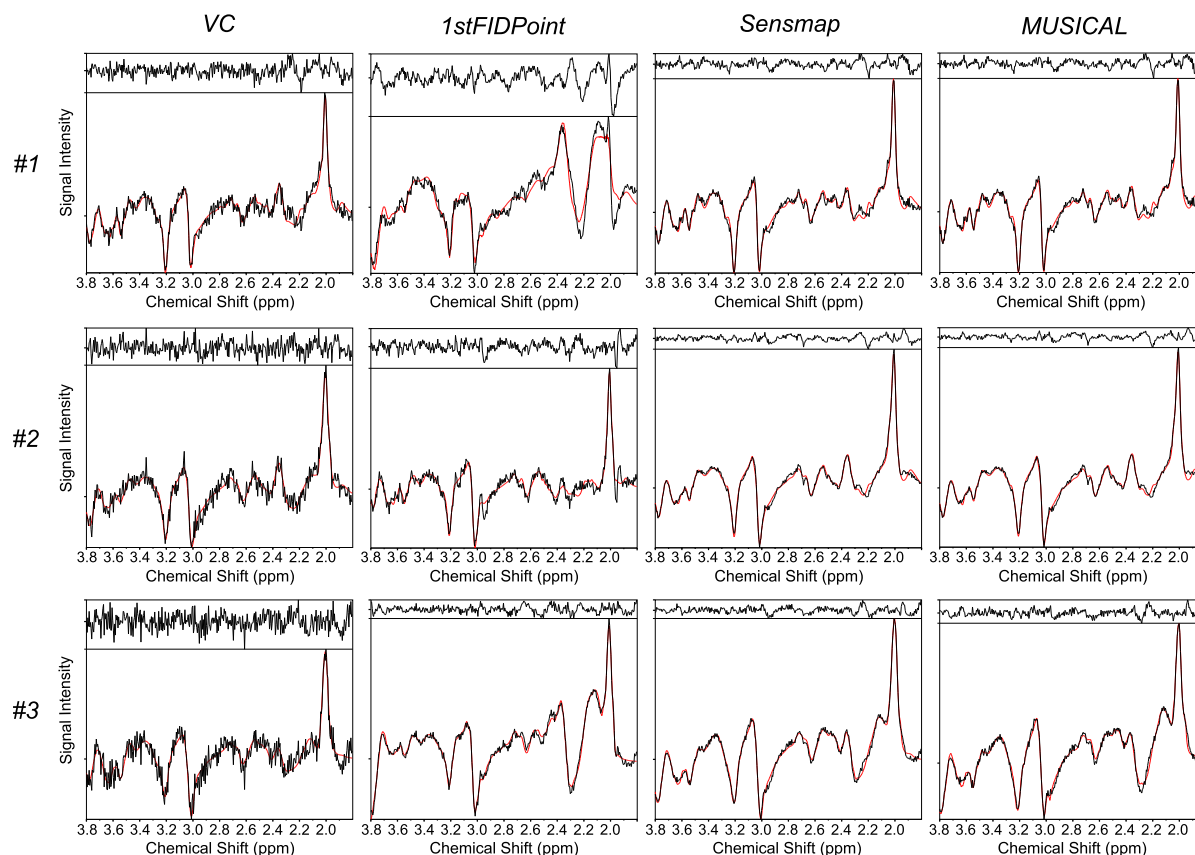 VC 1stFIDPoint Sensmap MUSICAL
#1
Signal Intensity
3.8 3.6 3.4 3.2 3.0 2.8 2.6 2.4 2.2 2.0 3.8 3.6 3.4 3.2 3.0 2.8 2.6 2.4 2.2 2.0 3.8 3.6 3.4 3.2 3.0 2.8 2.6 2.4 2.2 2.0 3.8 3.6 3.4 3.2 3.0 2.8 2.6 2.4 2.2 2.0
Chemical Shift (ppm) Chemical Shift (ppm) Chemical Shift (ppm) Chemical Shift (ppm)
#2
Signal Intensity
3.8 3.6 3.4 3.2 3.0 2.8 2.6 2.4 2.2 2.0 3.8 3.6 3.4 3.2 3.0 2.8 2.6 2.4 2.2 2.0 3.8 3.6 3.4 3.2 3.0 2.8 2.6 2.4 2.2 2.0 3.8 3.6 3.4 3.2 3.0 2.8 2.6 2.4 2.2 2.0
Chemical Shift (ppm) Chemical Shift (ppm) Chemical Shift (ppm) Chemical Shift (ppm)
#3
Signal Intensity
3.8 3.6 3.4 3.2 3.0 2.8 2.6 2.4 2.2 2.0 3.8 3.6 3.4 3.2 3.0 2.8 2.6 2.4 2.2 2.0 3.8 3.6 3.4 3.2 3.0 2.8 2.6 2.4 2.2 2.0 3.8 3.6 3.4 3.2 3.0 2.8 2.6 2.4 2.2 2.0
Chemical Shift (ppm) Chemical Shift (ppm) Chemical Shift (ppm) Chemical Shift (ppm)